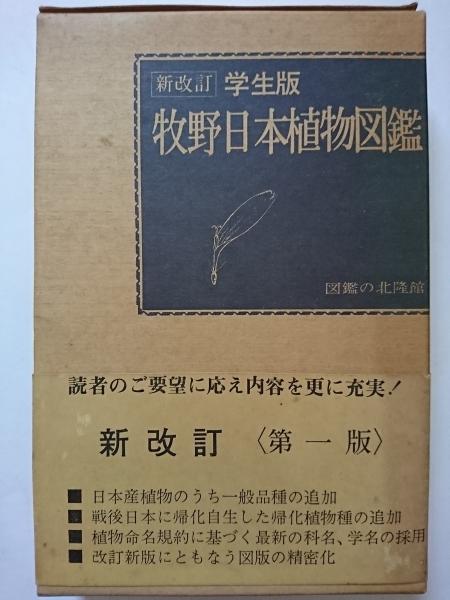 新改訂 学生版
牧野日本植物図鑑
図鑑の北隆館
読者のご要望に応え内容を更に充実!
新改訂〈第一版〉
■ 日本産植物のうち一般品種の追加
■ 戦後日本に帰化自生した帰化植物種の追加
■ 植物命名規約に基づく最新の科名、学名の採用
■ 改訂新版にともなう図版の精密化